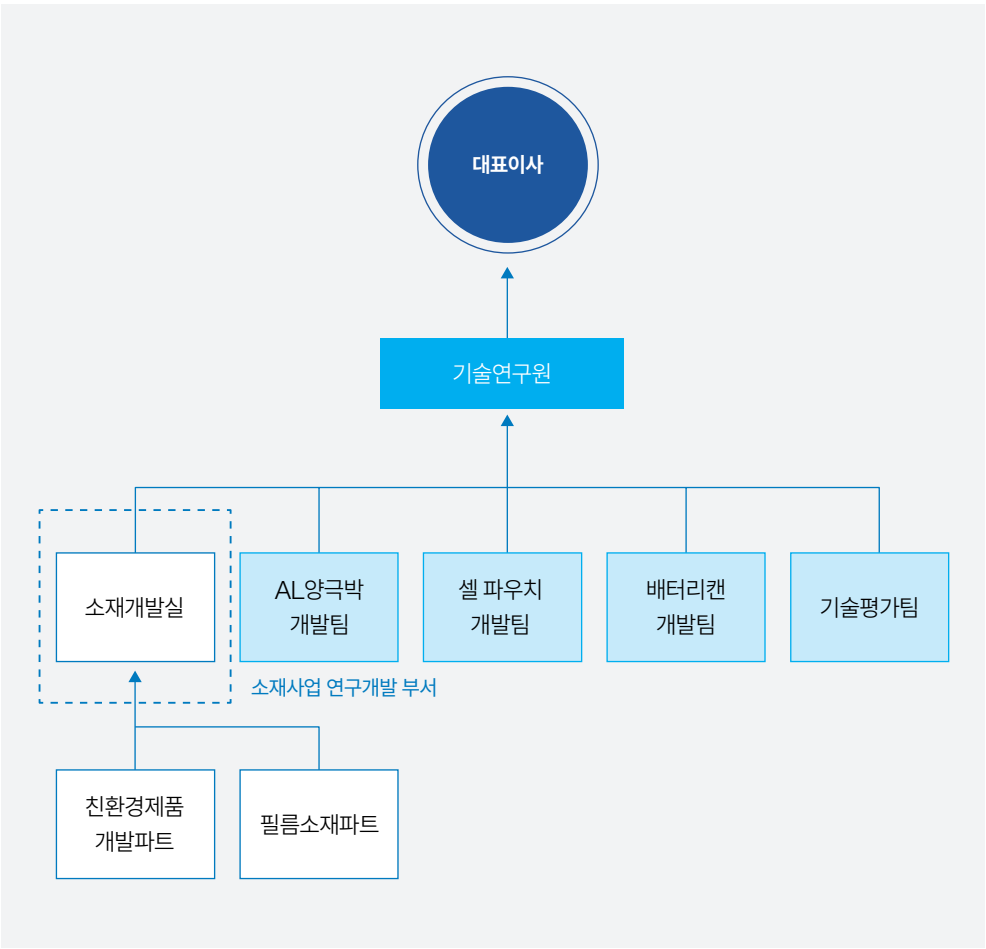 대표이사
기술연구원
소재개발실
AL양극박
개발팀
셀 파우치
개발팀
배터리캔
개발팀
기술평가팀
소재사업 연구개발 부서
친환경제품
개발파트
필름소재파트